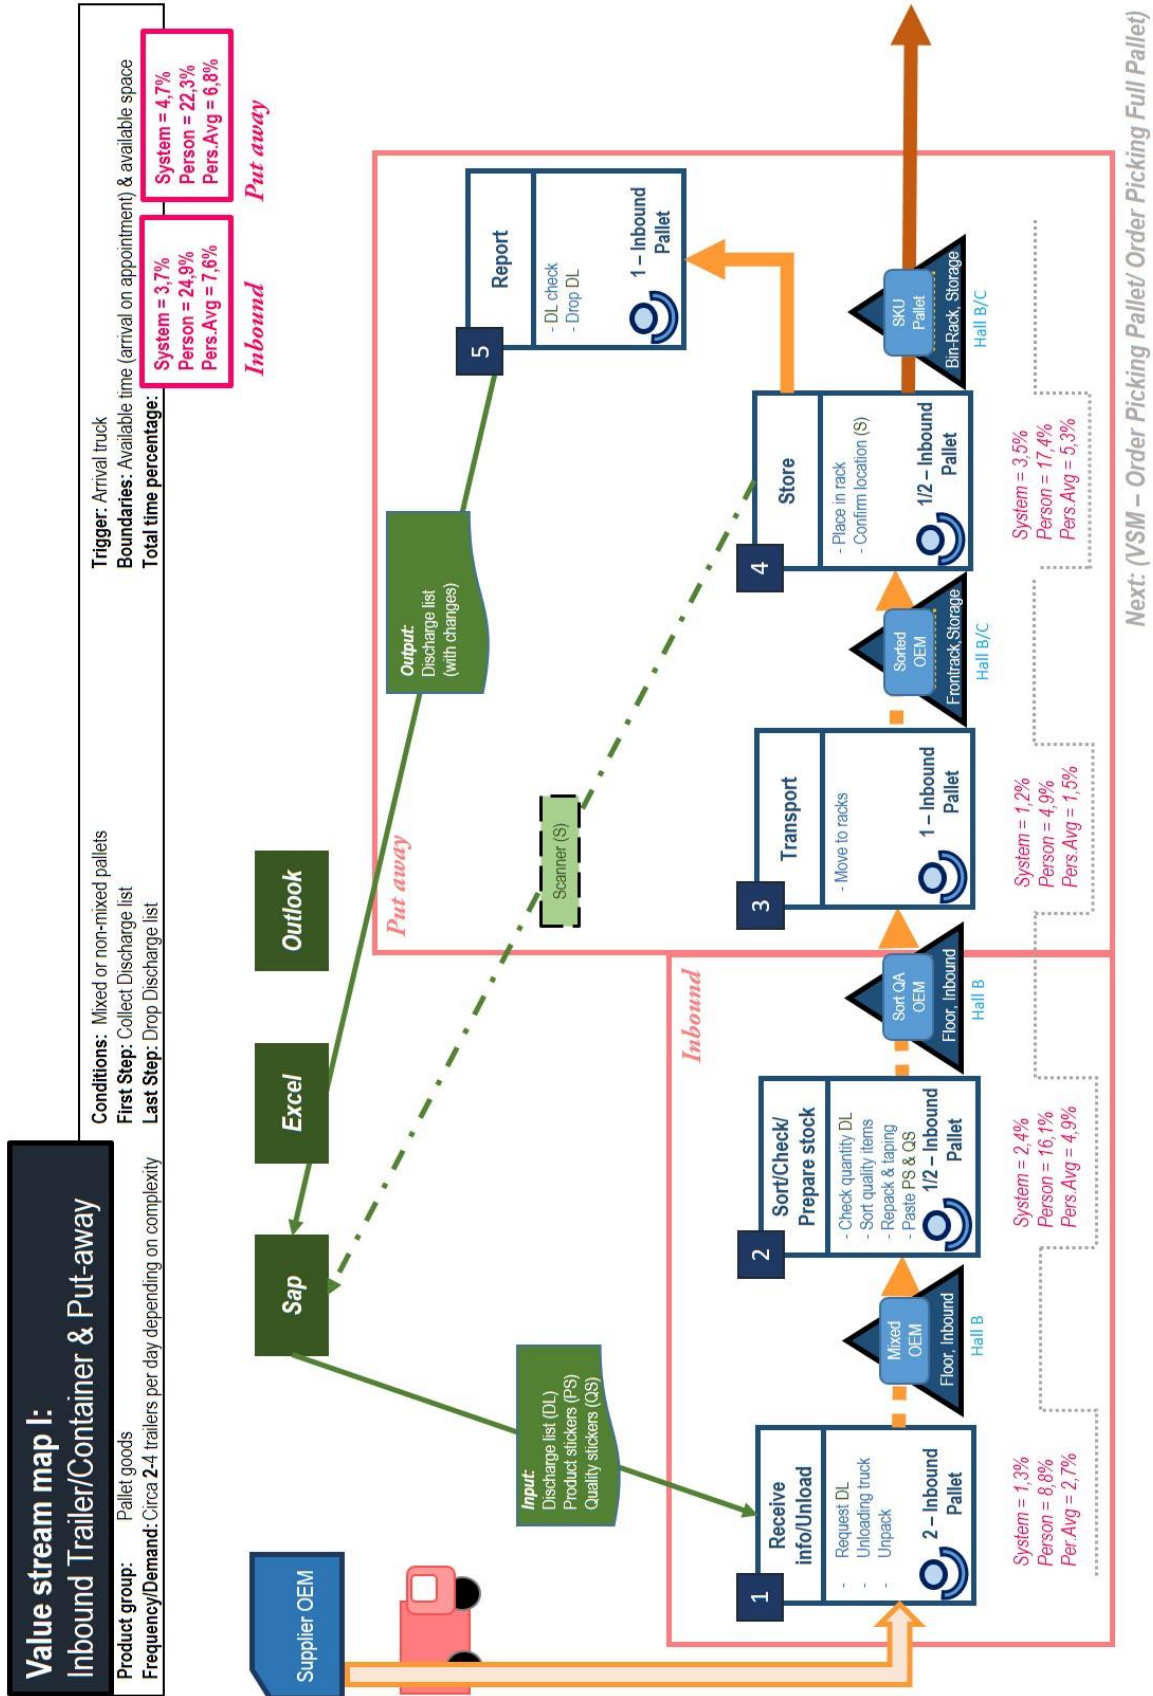 Value stream map I:
Inbound Trailer/Container & Put-away
Product group: Pallet goods
Frequency/Demand: Circa 2-4 trailers per day depending on complexity
Conditions: Mixed or non-mixed pallets
First Step: Collect Discharge list
Last Step: Drop Discharge list
Trigger: Arrival truck
Boundaries: Available time (arrival on appointment) & available space
Total time percentage:
System = 3,7%
Person = 24,9%
Pers.Avg = 7,6%
Inbound
System = 4,7%
Person = 22,3%
Pers.Avg = 6,8%
Put away
Supplier OEM
Sap
Excel
Outlook
Input:
Discharge list (DL)
Product stickers (PS)
Quality stickers (QS)
Scanner (S)
Output:
Discharge list
(with changes)
Put away
Inbound
5
Report
- DL check
- Drop DL
1 – Inbound
Pallet
1
Receive
info/Unload
- Request DL
- Unloading truck
- Unpack
2 – Inbound
Pallet
Mixed
OEM
Floor, Inbound
Hall B
2
Sort/Check/
Prepare stock
- Check quantity DL
- Sort quality items
- Repack & taping
- Paste PS & QS
1/2 – Inbound
Pallet
Sort QA
OEM
Floor, Inbound
Hall B
3
Transport
- Move to racks
1 – Inbound
Pallet
Sorted
OEM
Frontrack,Storage
Hall B/C
4
Store
- Place in rack
- Confirm location (S)
1/2 – Inbound
Pallet
SKU
Pallet
Bin-Rack, Storage
Hall B/C
System = 1,3%
Person = 8,8%
Per.Avg = 2,7%
System = 2,4%
Person = 16,1%
Pers.Avg = 4,9%
System = 1,2%
Person = 4,9%
Pers.Avg = 1,5%
System = 3,5%
Person = 17,4%
Pers.Avg = 5,3%
Next: (VSM – Order Picking Pallet/ Order Picking Full Pallet)